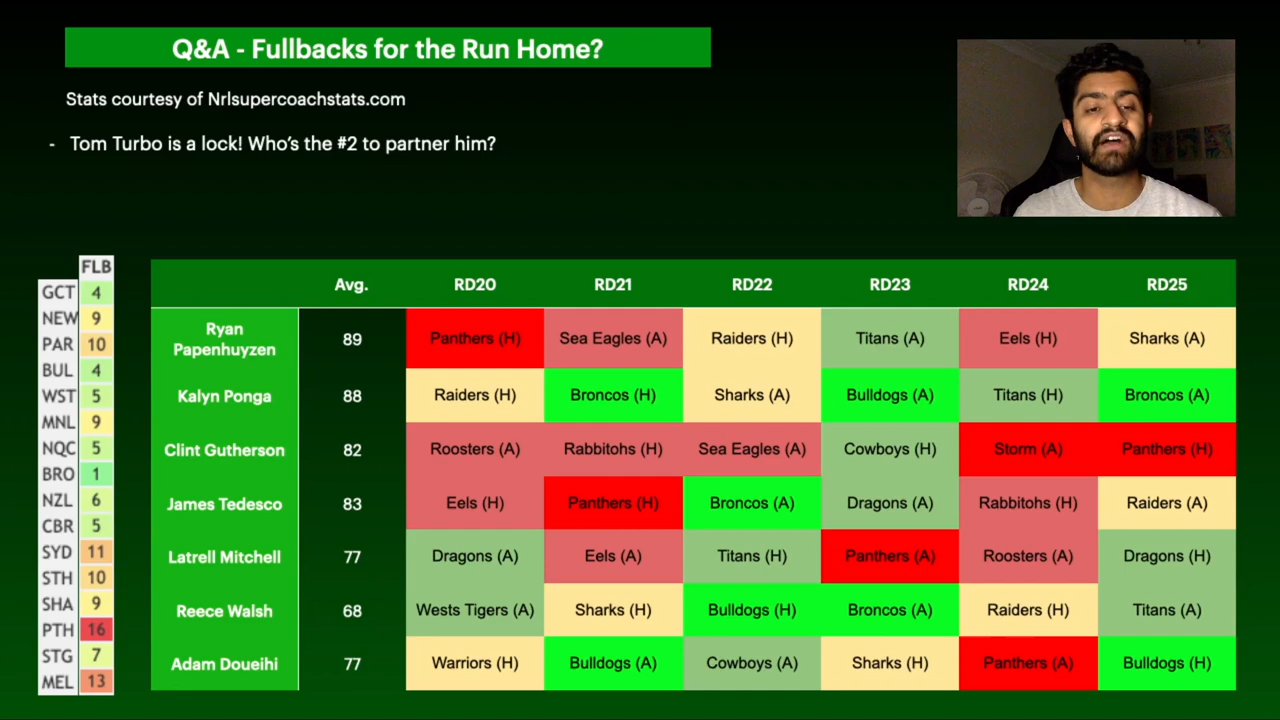 Q&A - Fullbacks for the Run Home?
Stats courtesy of Nrlsupercoachstats.com
- Tom Turbo is a lock! Who's the #2 to partner him?
FLB
GCT 4
NEW 9
PAR 10
BUL 4
WST 5
MNL 9
NQC 5
BRO 1
NZL 6
CBR 5
SYD 11
STH 10
SHA 9
PTH 16
STG 7
MEL 13
Avg. RD20 RD21 RD22 RD23 RD24 RD25
Ryan
Papenhuyzen 89 Panthers (H) Sea Eagles (A) Raiders (H) Titans (A) Eels (H) Sharks (A)
Kalyn Ponga 88 Raiders (H) Broncos (H) Sharks (A) Bulldogs (A) Titans (H) Broncos (A)
Clint Gutherson 82 Roosters (A) Rabbitohs (H) Sea Eagles (A) Cowboys (H) Storm (A) Panthers (H)
James Tedesco 83 Eels (H) Panthers (H) Broncos (A) Dragons (A) Rabbitohs (H) Raiders (A)
Latrell Mitchell 77 Dragons (A) Eels (A) Titans (H) Panthers (A) Roosters (A) Dragons (H)
Reece Walsh 68 Wests Tigers (A) Sharks (H) Bulldogs (H) Broncos (A) Raiders (H) Titans (A)
Adam Doueihi 77 Warriors (H) Bulldogs (A) Cowboys (A) Sharks (H) Panthers (A) Bulldogs (H)